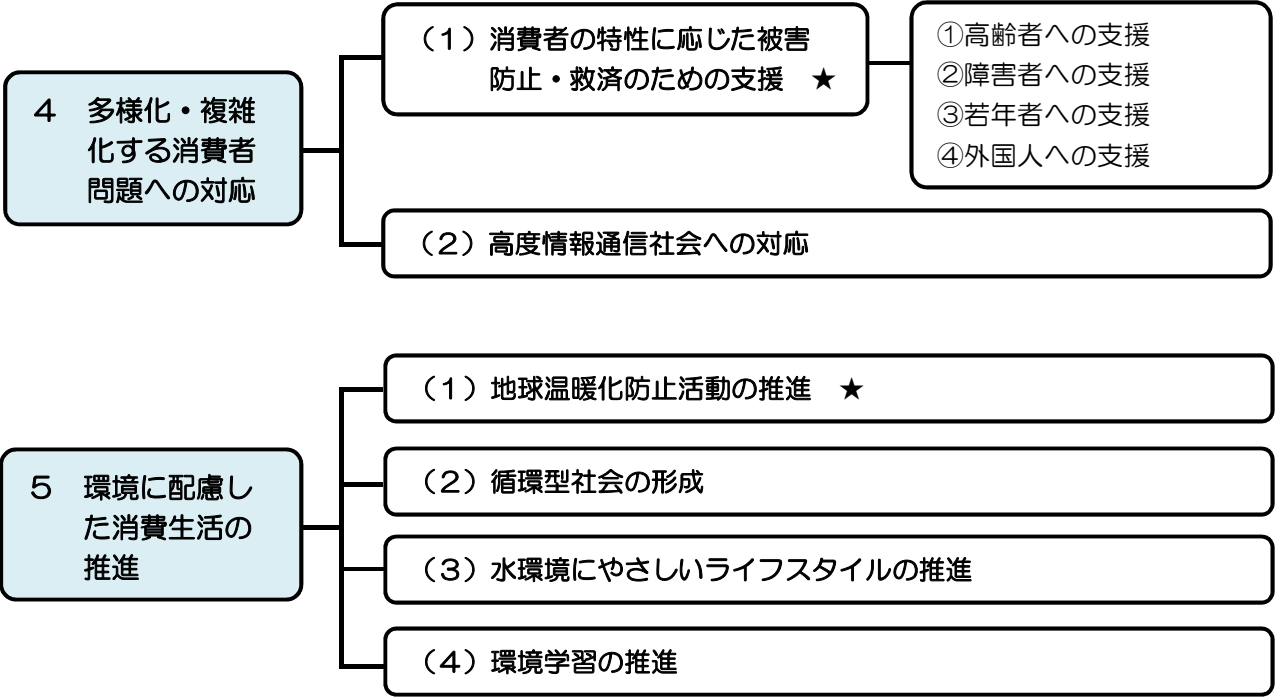 ４　多様化・複雑
化する消費者
問題への対応
（１）消費者の特性に応じた被害
防止・救済のための支援　★
①高齢者への支援
②障害者への支援
③若年者への支援
④外国人への支援
（２）高度情報通信社会への対応
５　環境に配慮し
た消費生活の
推進
（１）地球温暖化防止活動の推進　★
（２）循環型社会の形成
（３）水環境にやさしいライフスタイルの推進
（４）環境学習の推進